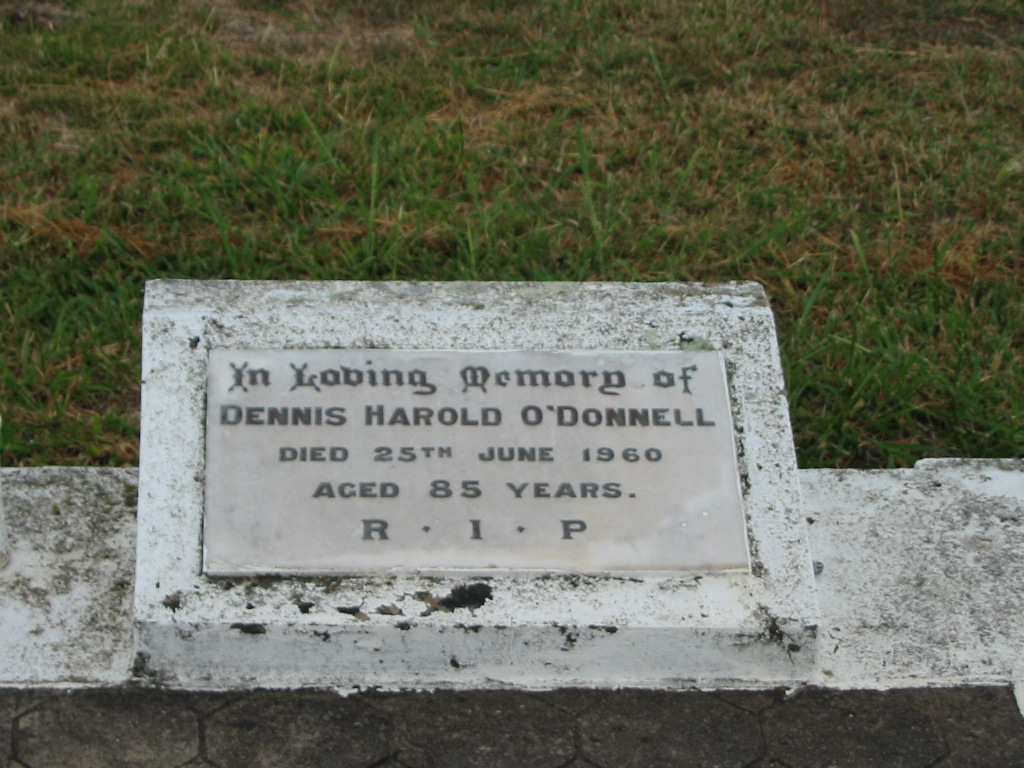 In Loving Memory of
DENNIS HAROLD O'DONNELL
DIED 25TH JUNE 1960
AGED 85 YEARS.
R · I · P